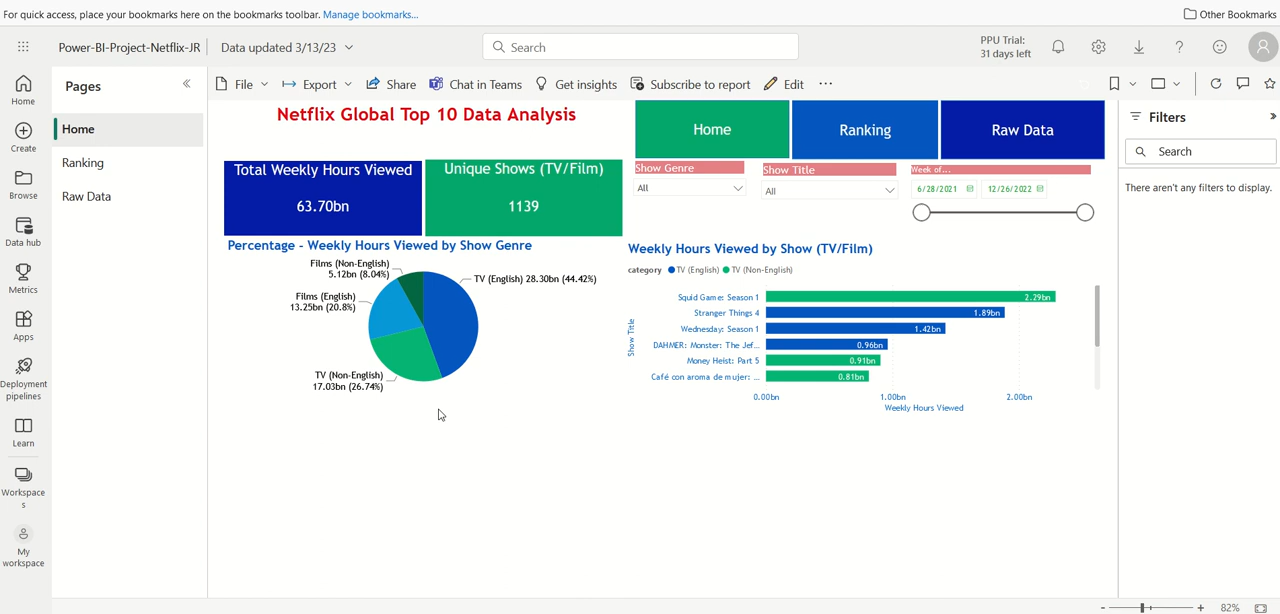 For quick access, place your bookmarks here on the bookmarks toolbar. Manage bookmarks...
Other Bookmarks
Power-BI-Project-Netflix-JR
Data updated 3/13/23
Search
PPU Trial:
31 days left
Home
Create
Browse
Data hub
Metrics
Apps
Deployment
pipelines
Learn
Workspace
s
My
workspace
Pages
Home
Ranking
Raw Data
File
Export
Share
Chat in Teams
Get insights
Subscribe to report
Edit
Netflix Global Top 10 Data Analysis
Home
Ranking
Raw Data
Total Weekly Hours Viewed
63.70bn
Unique Shows (TV/Film)
1139
Show Genre
All
Show Title
All
Week of...
6/28/2021
12/26/2022
Percentage - Weekly Hours Viewed by Show Genre
Films (Non-English)
5.12bn (8.04%)
TV (English) 28.30bn (44.42%)
Films (English)
13.25bn (20.8%)
TV (Non-English)
17.03bn (26.74%)
Weekly Hours Viewed by Show (TV/Film)
category TV (English) TV (Non-English)
Show Title
Squid Game: Season 1 2.29bn
Stranger Things 4 1.89bn
Wednesday: Season 1 1.42bn
DAHMER: Monster: The Jef... 0.96bn
Money Heist: Part 5 0.91bn
Café con aroma de mujer: ... 0.81bn
0.00bn 1.00bn 2.00bn
Weekly Hours Viewed
Filters
Search
There aren't any filters to display.
- + 82%